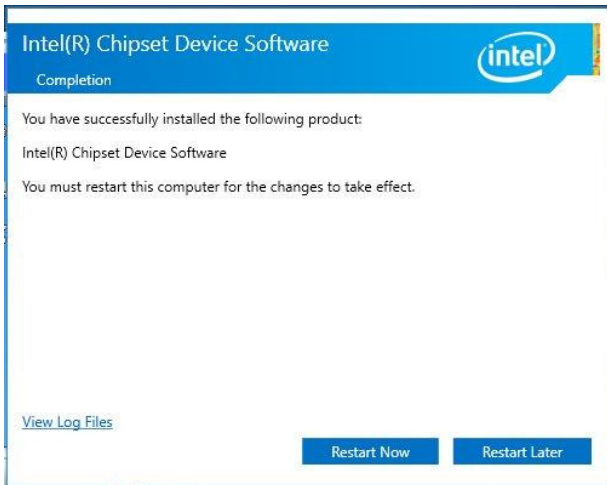 Intel(R) Chipset Device Software
intel
Completion
You have successfully installed the following product:
Intel(R) Chipset Device Software
You must restart this computer for the changes to take effect.
View Log Files
Restart Now
Restart Later